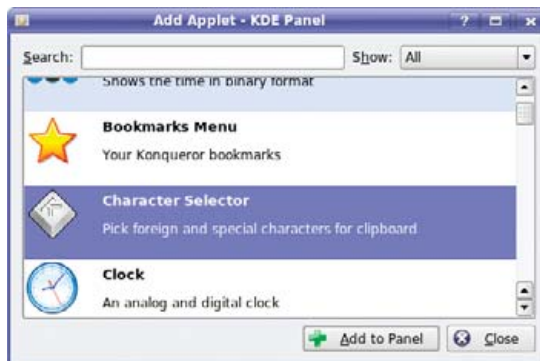 Add Applet - KDE Panel
Search: Show: All
Shows the time in binary format
Bookmarks Menu
Your Konqueror bookmarks
Character Selector
Pick foreign and special characters for clipboard
Clock
An analog and digital clock
Add to Panel Close